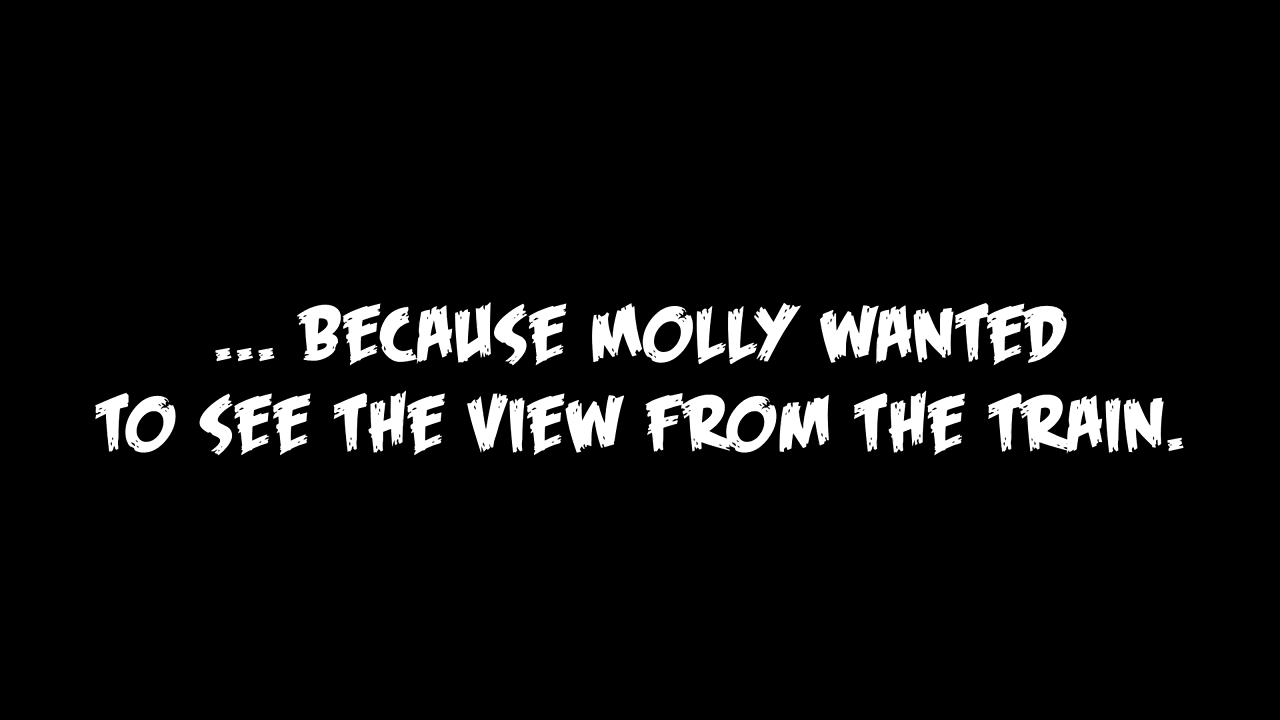 ... BECAUSE MOLLY WANTED
TO SEE THE VIEW FROM THE TRAIN.